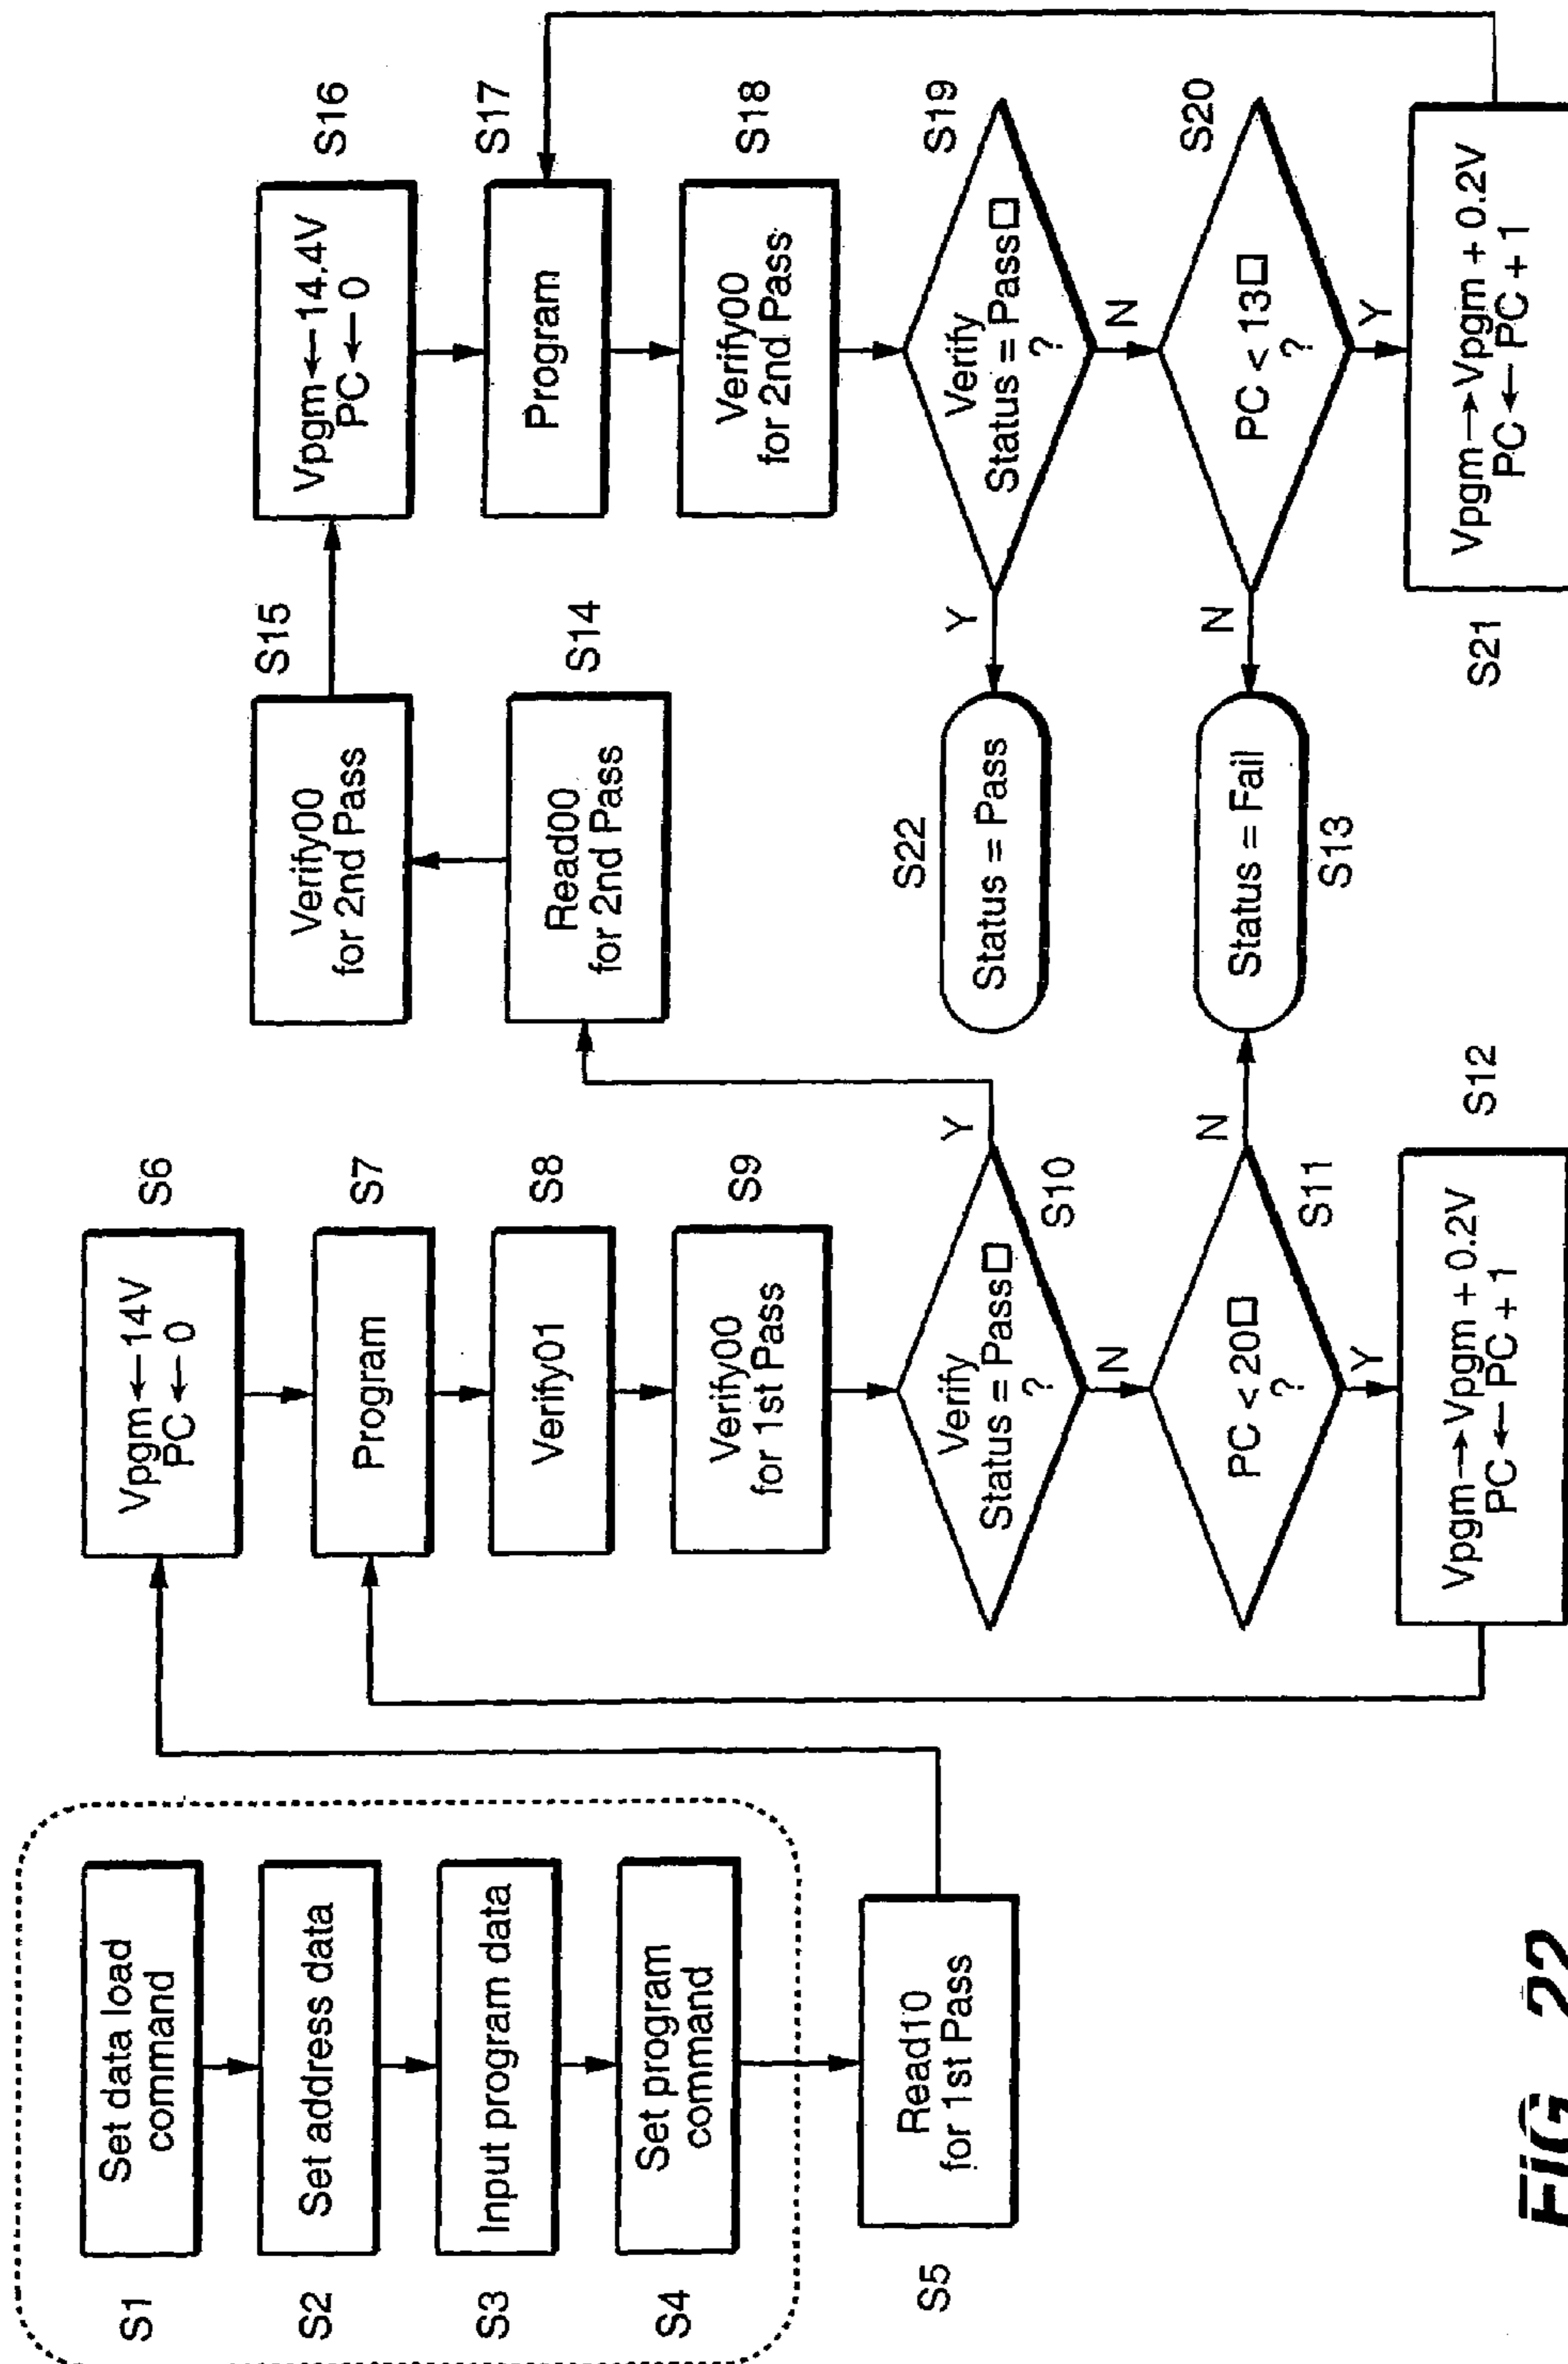 S1
Set data load
command
S2
Set address data
S3
Input program data
S4
Set program
command
S5
Read10
for 1st Pass
Vpgm←14V
PC ← 0
S6
Program
S7
Verify01
S8
Verify00
for 1st Pass
S9
Verify
Status = Pass□
?
S10
Y
N
PC < 20□
?
S11
N
Y
Vpgm→Vpgm + 0.2V
PC ← PC + 1
S12
Status = Fail
S13
Read00
for 2nd Pass
S14
Verify00
for 2nd Pass
S15
Vpgm←14.4V
PC ← 0
S16
Program
S17
Verify00
for 2nd Pass
S18
Verify
Status = Pass□
?
S19
Y
N
S22
Status = Pass
PC < 13□
?
S20
N
Y
S21
Vpgm→Vpgm + 0.2V
PC ← PC + 1
FIG_22